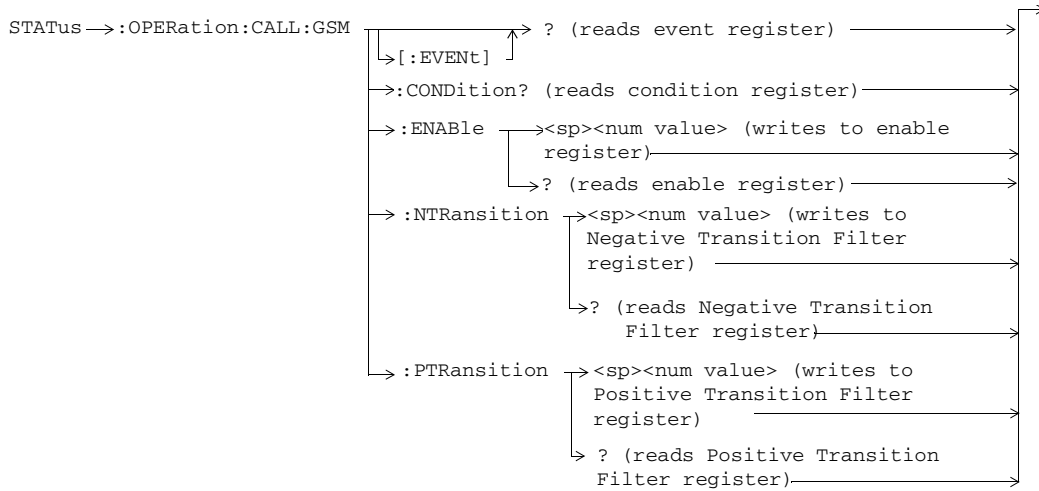 STATus :OPERation:CALL:GSM ? (reads event register)
[:EVENt]
:CONDition? (reads condition register)
:ENABle <sp><num value> (writes to enable
register)
? (reads enable register)
:NTRansition <sp><num value> (writes to
Negative Transition Filter
register)
? (reads Negative Transition
Filter register)
:PTRansition <sp><num value> (writes to
Positive Transition Filter
register)
? (reads Positive Transition
Filter register)